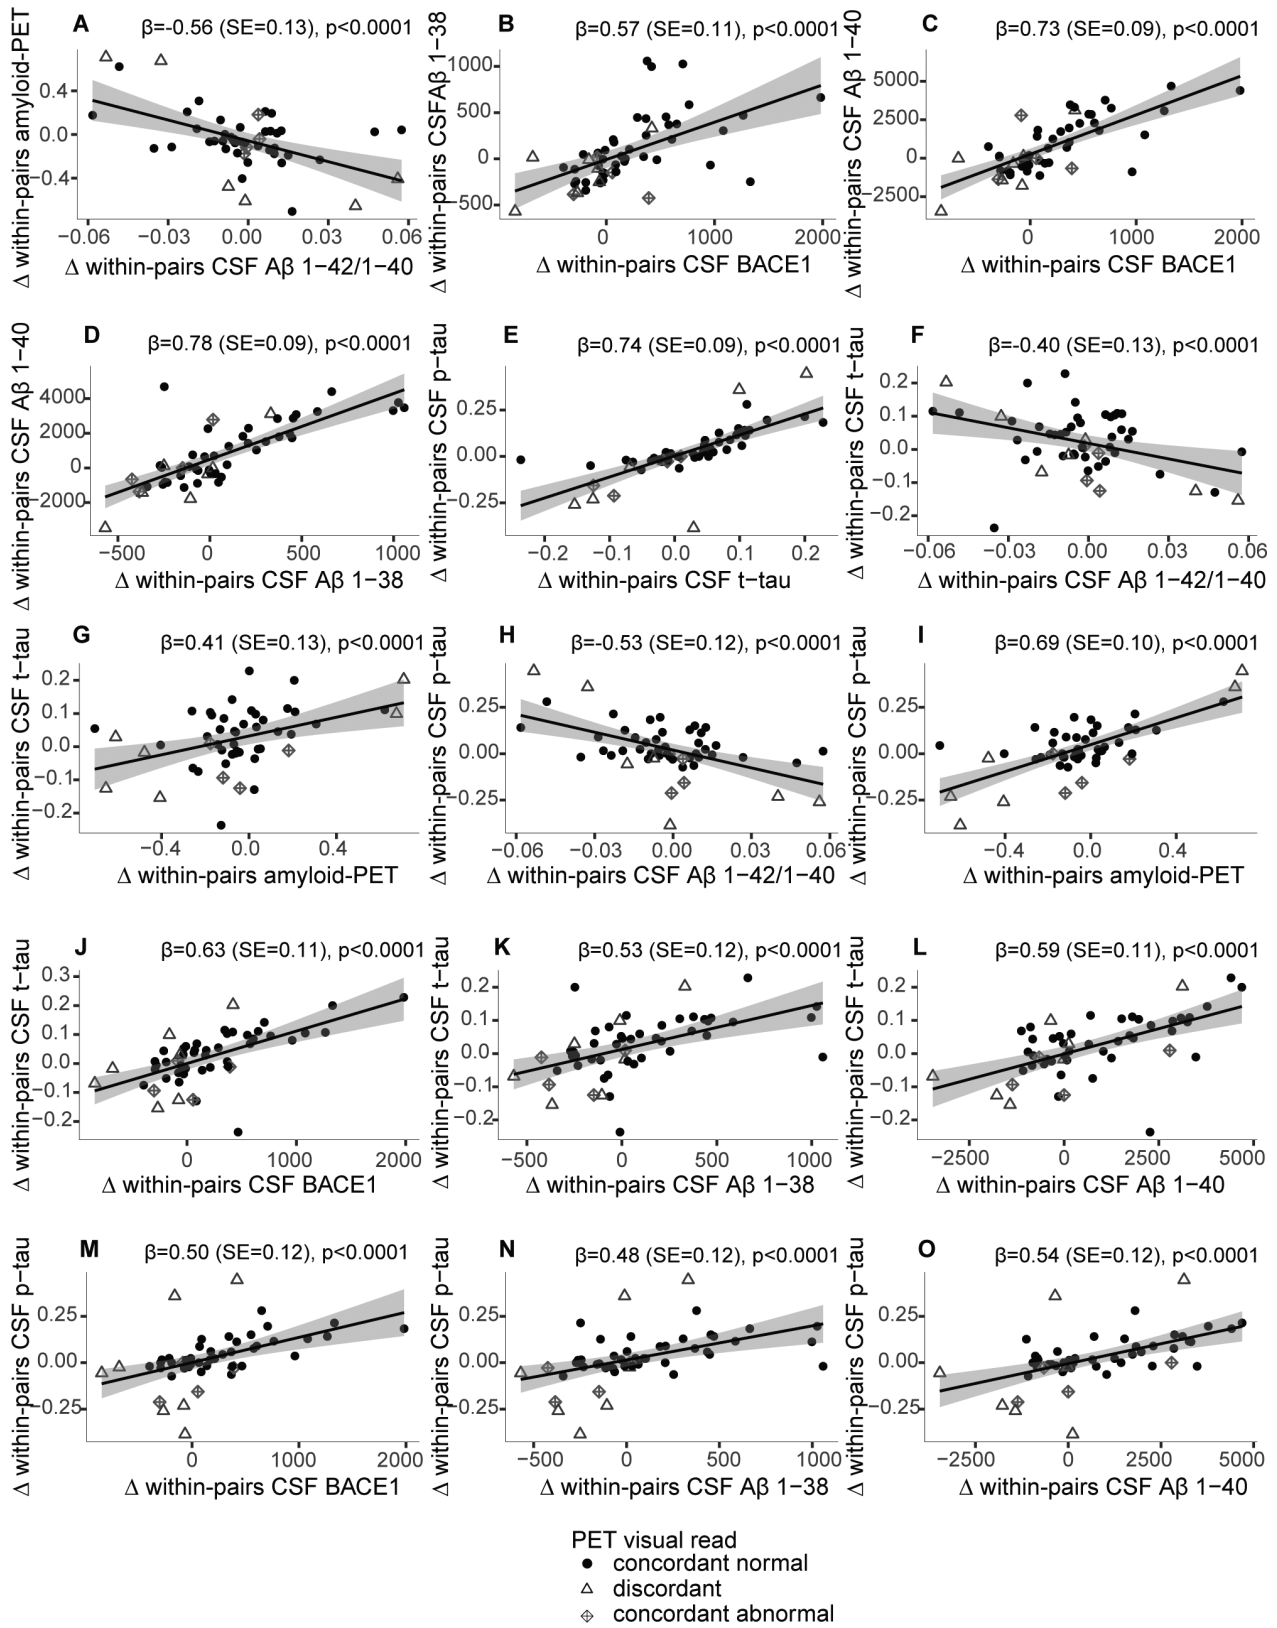 A
β=-0.56 (SE=0.13), p<0.0001
Δ within-pairs amyloid-PET
0.4
0.0
−0.4
−0.06 −0.03 0.00 0.03 0.06
Δ within-pairs CSF Aβ 1−42/1−40
B
β=0.57 (SE=0.11), p<0.0001
Δ within-pairs CSFAβ 1−38
1000
500
0
−500
0 1000 2000
Δ within-pairs CSF BACE1
C
β=0.73 (SE=0.09), p<0.0001
Δ within-pairs CSF Aβ 1−40
5000
2500
0
−2500
0 1000 2000
Δ within-pairs CSF BACE1
D
β=0.78 (SE=0.09), p<0.0001
Δ within-pairs CSF Aβ 1−40
4000
2000
0
−2000
−500 0 500 1000
Δ within-pairs CSF Aβ 1−38
E
β=0.74 (SE=0.09), p<0.0001
Δ within-pairs CSF p−tau
0.25
0.00
−0.25
−0.2 −0.1 0.0 0.1 0.2
Δ within-pairs CSF t−tau
F
β=-0.40 (SE=0.13), p<0.0001
Δ within-pairs CSF t−tau
0.2
0.1
0.0
−0.1
−0.2
−0.06 −0.03 0.00 0.03 0.06
Δ within-pairs CSF Aβ 1−42/1−40
G
β=0.41 (SE=0.13), p<0.0001
Δ within-pairs CSF t−tau
0.2
0.1
0.0
−0.1
−0.2
−0.4 0.0 0.4
Δ within-pairs amyloid-PET
H
β=-0.53 (SE=0.12), p<0.0001
Δ within-pairs CSF p−tau
0.25
0.00
−0.25
−0.06 −0.03 0.00 0.03 0.06
Δ within-pairs CSF Aβ 1−42/1−40
I
β=0.69 (SE=0.10), p<0.0001
Δ within-pairs CSF p−tau
0.25
0.00
−0.25
−0.4 0.0 0.4
Δ within-pairs amyloid-PET
J
β=0.63 (SE=0.11), p<0.0001
Δ within-pairs CSF t−tau
0.3
0.2
0.1
0.0
−0.1
−0.2
0 1000 2000
Δ within-pairs CSF BACE1
K
β=0.53 (SE=0.12), p<0.0001
Δ within-pairs CSF t−tau
0.2
0.1
0.0
−0.1
−0.2
−500 0 500 1000
Δ within-pairs CSF Aβ 1−38
L
β=0.59 (SE=0.11), p<0.0001
Δ within-pairs CSF t−tau
0.2
0.1
0.0
−0.1
−0.2
−2500 0 2500 5000
Δ within-pairs CSF Aβ 1−40
M
β=0.50 (SE=0.12), p<0.0001
Δ within-pairs CSF p−tau
0.25
0.00
−0.25
0 1000 2000
Δ within-pairs CSF BACE1
N
β=0.48 (SE=0.12), p<0.0001
Δ within-pairs CSF p−tau
0.25
0.00
−0.25
−500 0 500 1000
Δ within-pairs CSF Aβ 1−38
O
β=0.54 (SE=0.12), p<0.0001
Δ within-pairs CSF p−tau
0.25
0.00
−0.25
−2500 0 2500 5000
Δ within-pairs CSF Aβ 1−40
PET visual read
concordant normal
discordant
concordant abnormal